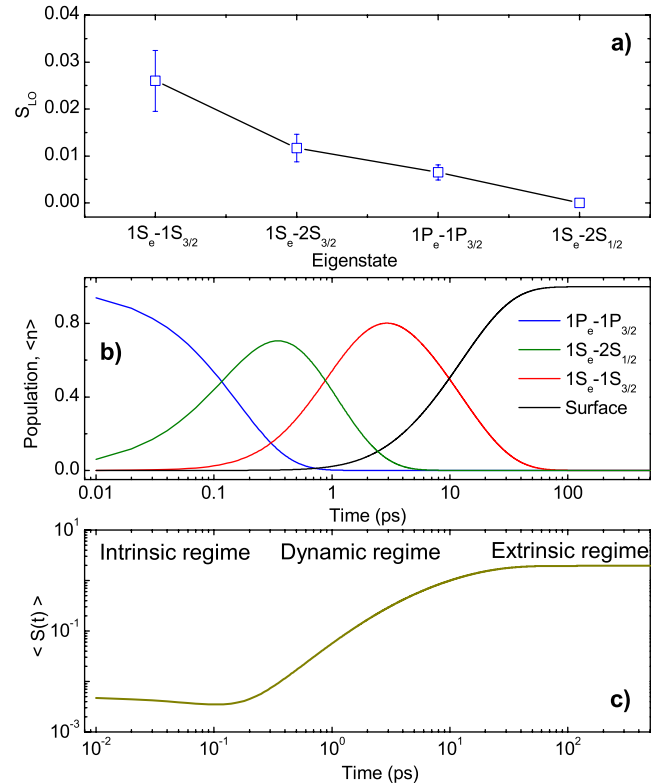 0.04
a)
0.03
0.02
0.01
0.00
S_LO
1S_e-1S_3/2 1S_e-2S_3/2 1P_e-1P_3/2 1S_e-2S_1/2
Eigenstate
0.8
0.4
0.0
Population, <n>
b)
1P_e-1P_3/2
1S_e-2S_1/2
1S_e-1S_3/2
Surface
0.01 0.1 1 10 100
Time (ps)
10^1
10^-1
10^-3
< S(t) >
Intrinsic regime Dynamic regime Extrinsic regime
c)
10^-2 10^-1 10^0 10^1 10^2
Time (ps)